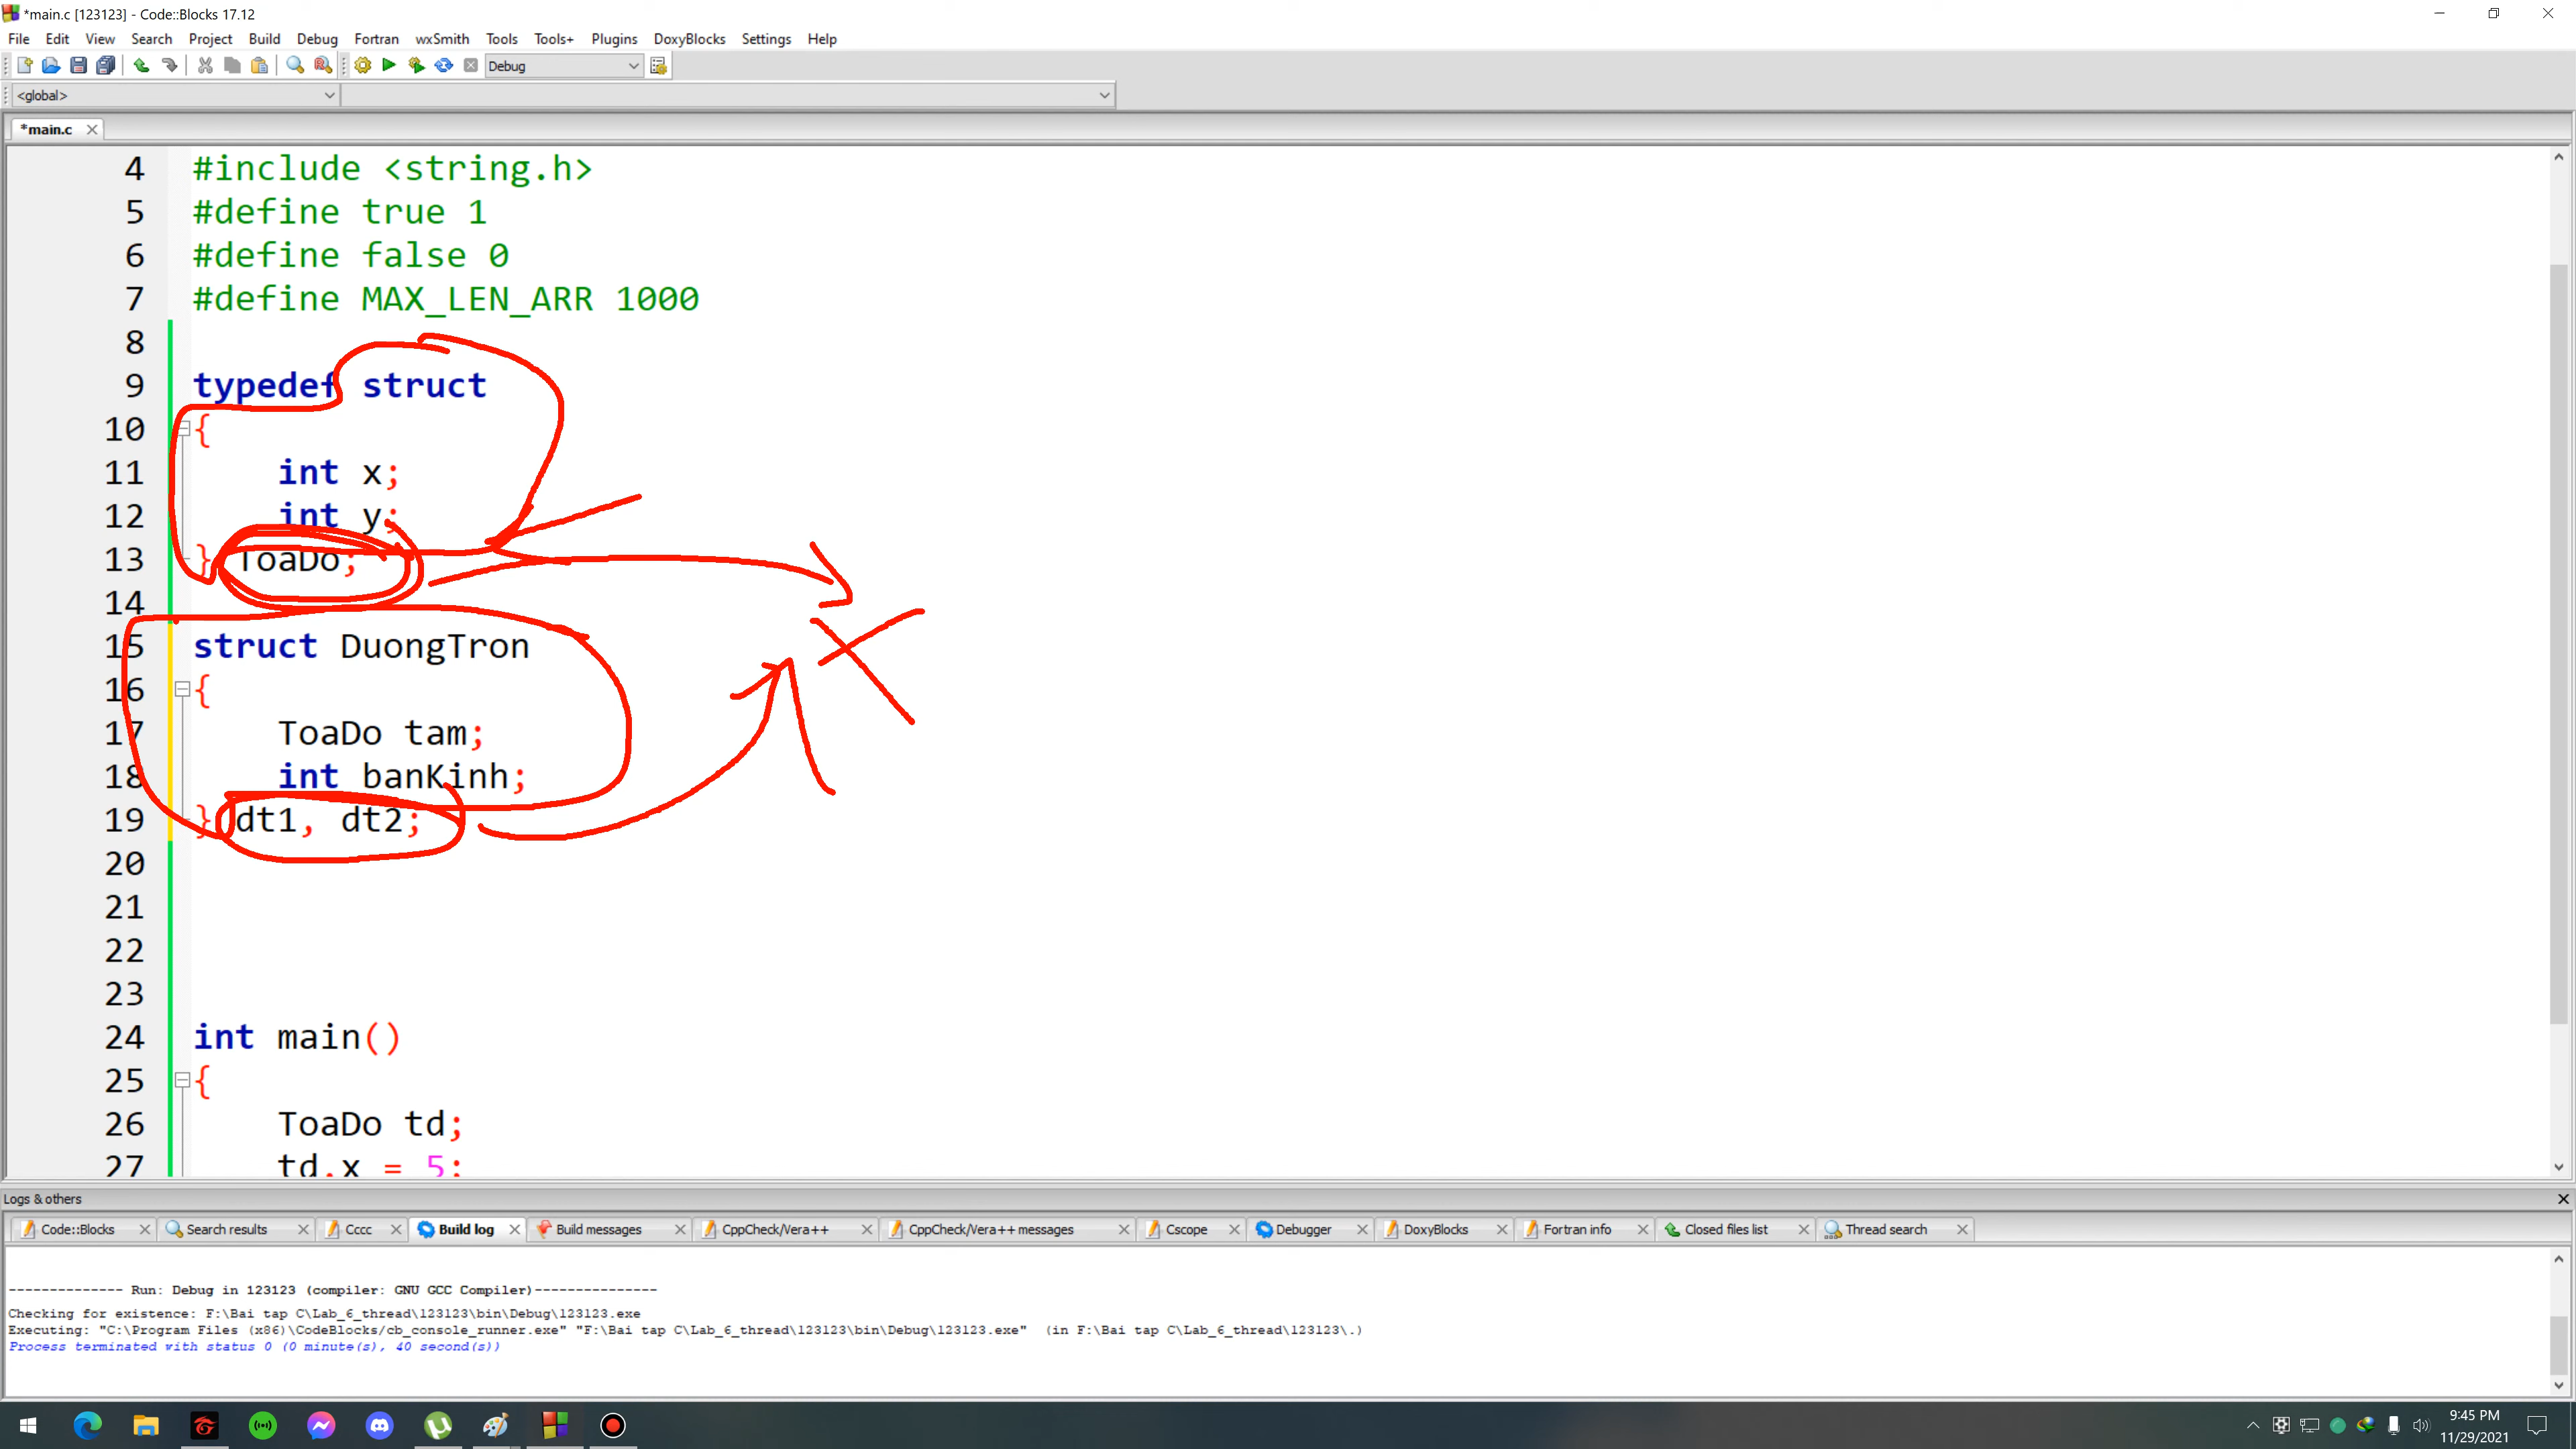 *main.c [123123] - Code::Blocks 17.12
File Edit View Search Project Build Debug Fortran wxSmith Tools Tools+ Plugins DoxyBlocks Settings Help
Debug
<global>
*main.c
4 #include <string.h>
5 #define true 1
6 #define false 0
7 #define MAX_LEN_ARR 1000
8
9 typedef struct
10 {
11 int x;
12 int y;
13 } ToaDo;
14
15 struct DuongTron
16 {
17 ToaDo tam;
18 int banKinh;
19 } dt1, dt2;
20
21
22
23
24 int main()
25 {
26 ToaDo td;
27 td.x = 5;
Logs & others
Code::Blocks Search results Cccc Build log Build messages CppCheck/Vera++ CppCheck/Vera++ messages Cscope Debugger DoxyBlocks Fortran info Closed files list Thread search
-------------- Run: Debug in 123123 (compiler: GNU GCC Compiler)---------------
Checking for existence: F:\Bai tap C\Lab_6_thread\123123\bin\Debug\123123.exe
Executing: "C:\Program Files (x86)\CodeBlocks/cb_console_runner.exe" "F:\Bai tap C\Lab_6_thread\123123\bin\Debug\123123.exe" (in F:\Bai tap C\Lab_6_thread\123123\.)
Process terminated with status 0 (0 minute(s), 40 second(s))
9:45 PM
11/29/2021